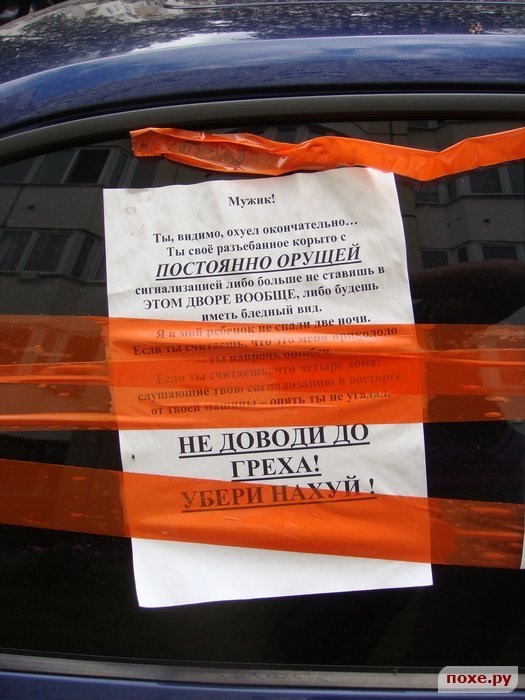 Мужик!
Ты, видимо, охуел окончательно...
Ты своё разъебанное корыто с
ПОСТОЯННО ОРУЩЕЙ
сигнализацией либо больше не ставишь в
ЭТОМ ДВОРЕ ВООБЩЕ, либо будешь
иметь бледный вид.
Я и мой ребенок не спали две ночи.
Если ты считаешь, что это меня прикололо
– ты напрочь ошибся.
Если ты считаешь, что четыре дома,
слушающие твою сигнализацию в восторге
от твоей машины – опять ты не угадал.
НЕ ДОВОДИ ДО
ГРЕХА!
УБЕРИ НАХУЙ !
похе.ру